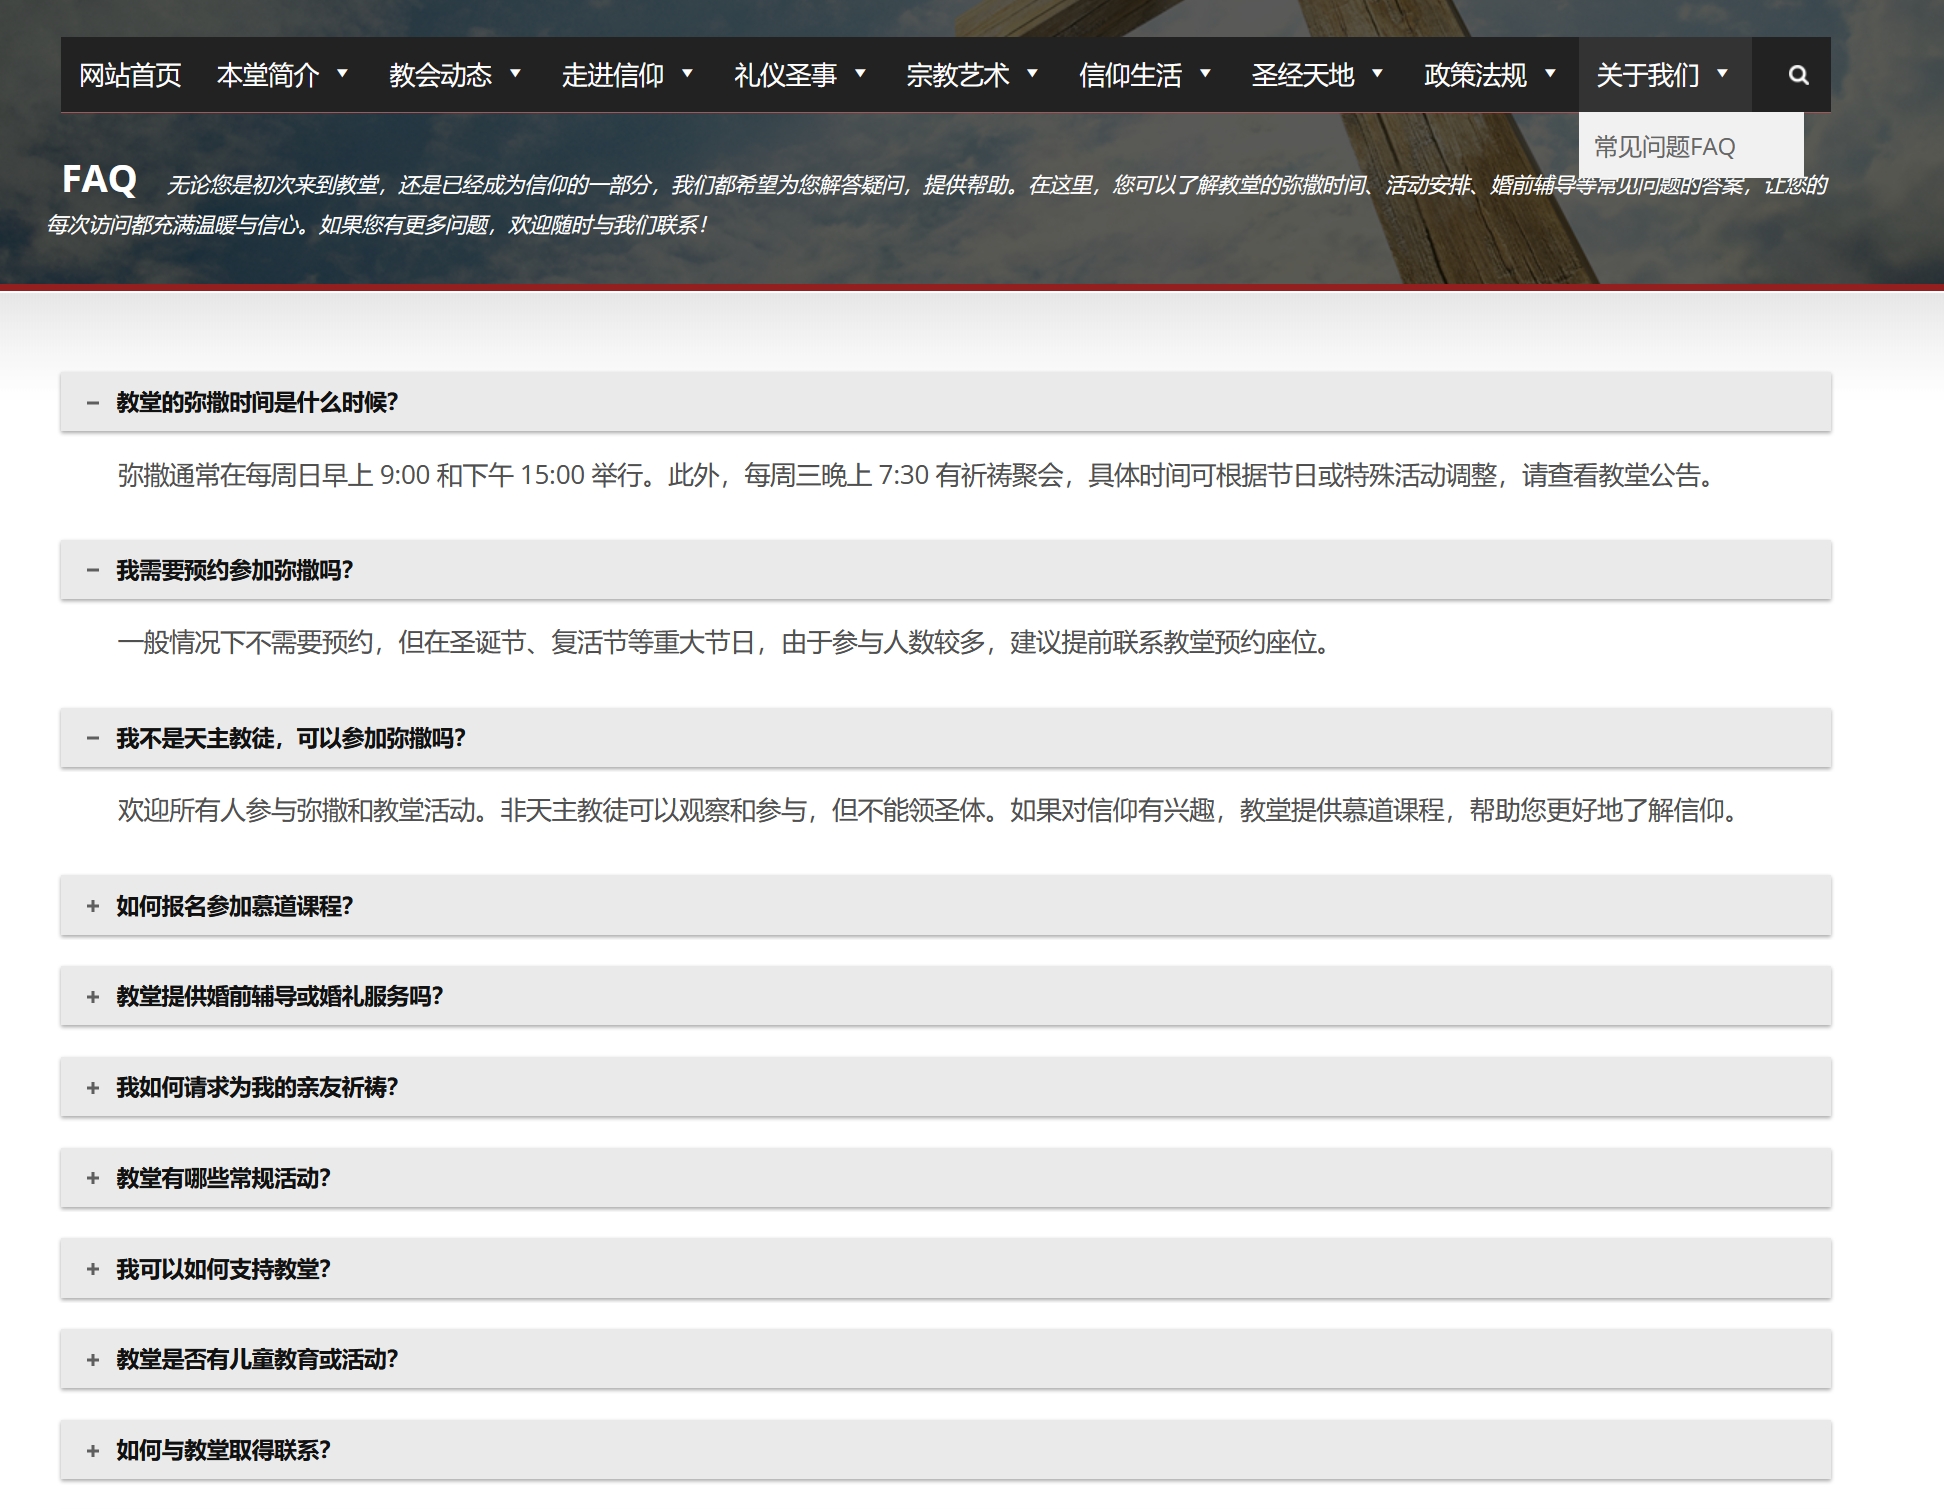 网站首页 本堂简介 教会动态 走进信仰 礼仪圣事 宗教艺术 信仰生活 圣经天地 政策法规 关于我们
常见问题FAQ
FAQ 无论您是初次来到教堂，还是已经成为信仰的一部分，我们都希望为您解答疑问，提供帮助。在这里，您可以了解教堂的弥撒时间、活动安排、婚前辅导等常见问题的答案，让您的
每次访问都充满温暖与信心。如果您有更多问题，欢迎随时与我们联系！
教堂的弥撒时间是什么时候？
弥撒通常在每周日早上 9:00 和下午 15:00 举行。此外，每周三晚上 7:30 有祈祷聚会，具体时间可根据节日或特殊活动调整，请查看教堂公告。
我需要预约参加弥撒吗？
一般情况下不需要预约，但在圣诞节、复活节等重大节日，由于参与人数较多，建议提前联系教堂预约座位。
我不是天主教徒，可以参加弥撒吗？
欢迎所有人参与弥撒和教堂活动。非天主教徒可以观察和参与，但不能领圣体。如果对信仰有兴趣，教堂提供慕道课程，帮助您更好地了解信仰。
如何报名参加慕道课程？
教堂提供婚前辅导或婚礼服务吗？
我如何请求为我的亲友祈祷？
教堂有哪些常规活动？
我可以如何支持教堂？
教堂是否有儿童教育或活动？
如何与教堂取得联系？